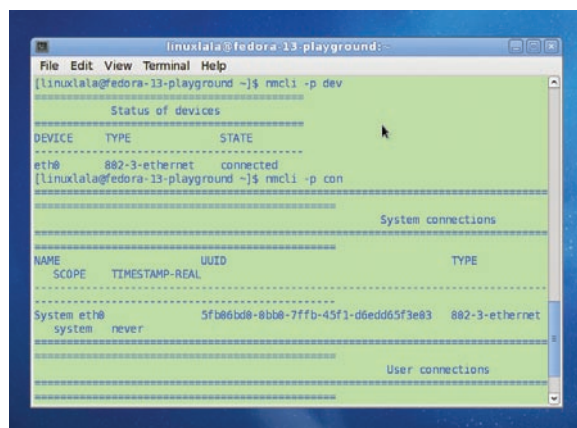 linuxlala@fedora-13-playground:~
File Edit View Terminal Help
[linuxlala@fedora-13-playground ~]$ nmcli -p dev
================================================
Status of devices
================================================
DEVICE TYPE STATE
------------------------------------------------
eth0 802-3-ethernet connected
[linuxlala@fedora-13-playground ~]$ nmcli -p con
================================================================================
==============================================
System connections
================================================================================
==============================================
NAME UUID TYPE
SCOPE TIMESTAMP-REAL
--------------------------------------------------------------------------------
----------------------------------------------
System eth0 5fb06bd0-0bb0-7ffb-45f1-d6edd65f3e03 802-3-ethernet
system never
================================================================================
==============================================
User connections
================================================================================
==============================================